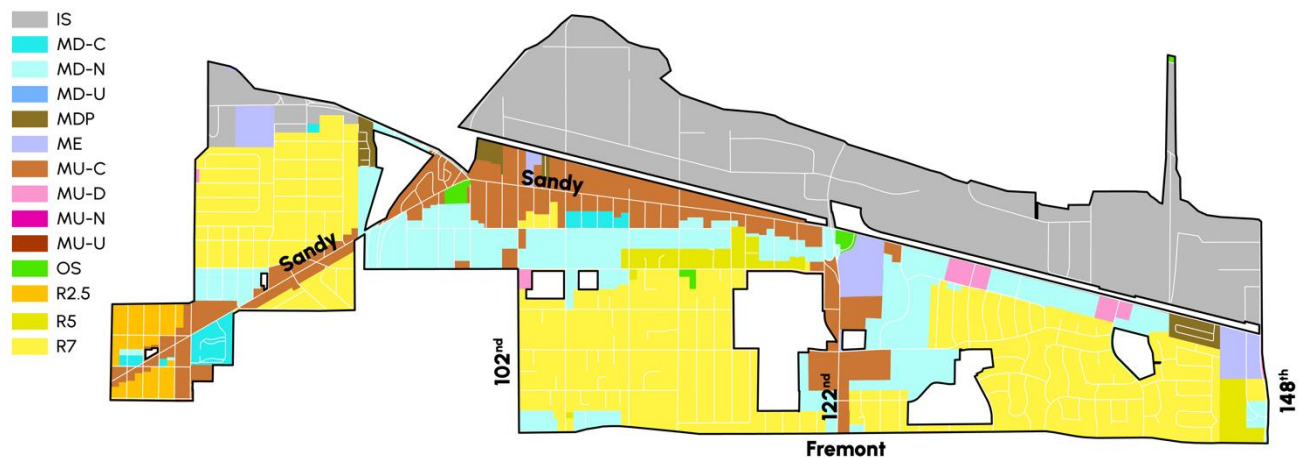 IS
MD-C
MD-N
MD-U
MDP
ME
MU-C
MU-D
MU-N
MU-U
OS
R2.5
R5
R7
Sandy
Sandy
102nd
122nd
148th
Fremont